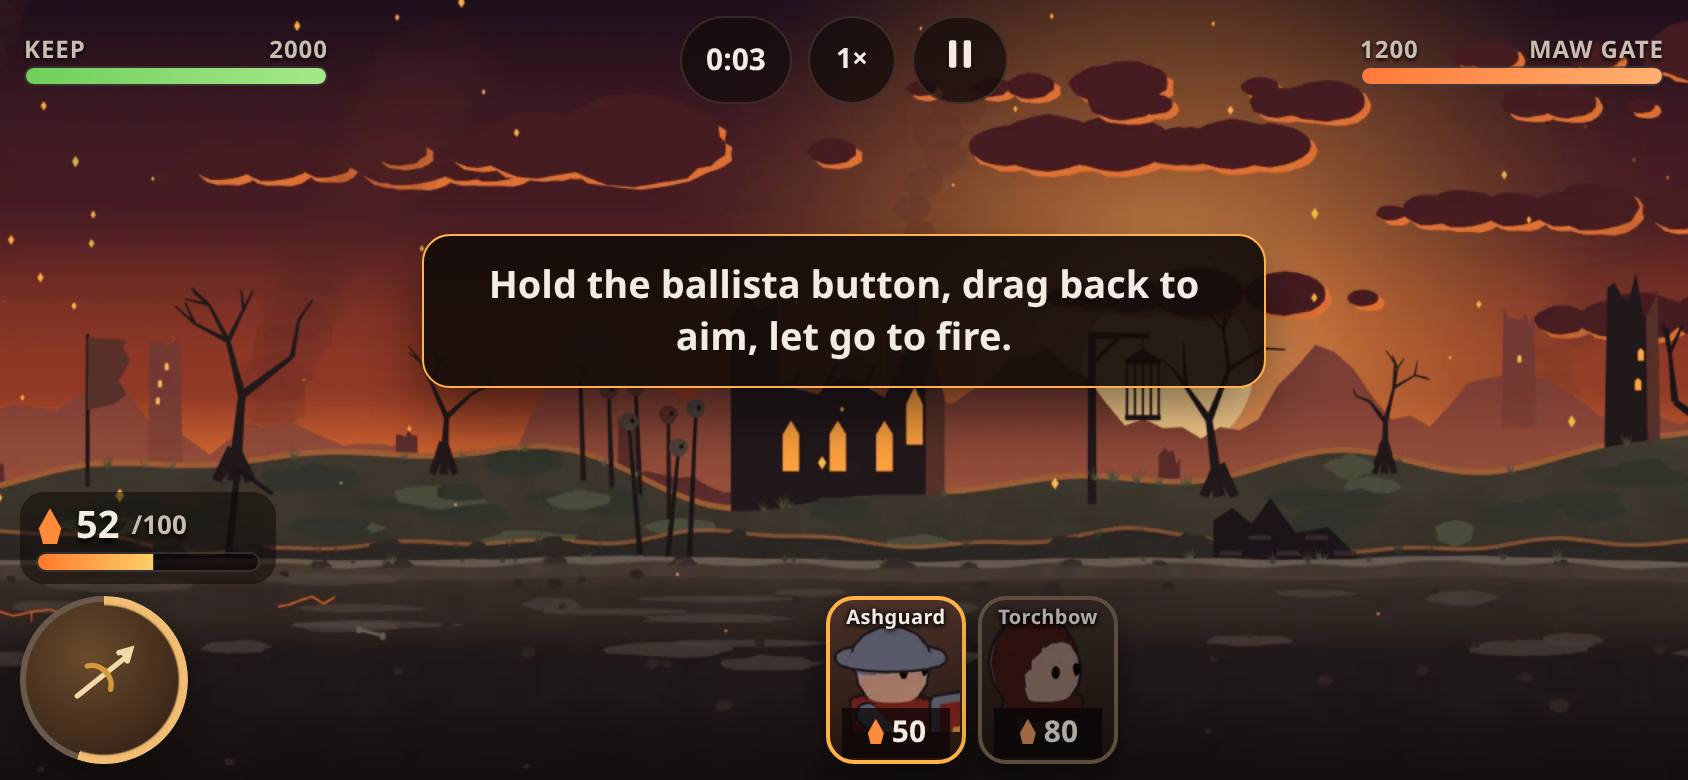 KEEP 2000
0:03
1×
1200 MAW GATE
Hold the ballista button, drag back to
aim, let go to fire.
52 /100
Ashguard
50
Torchbow
80